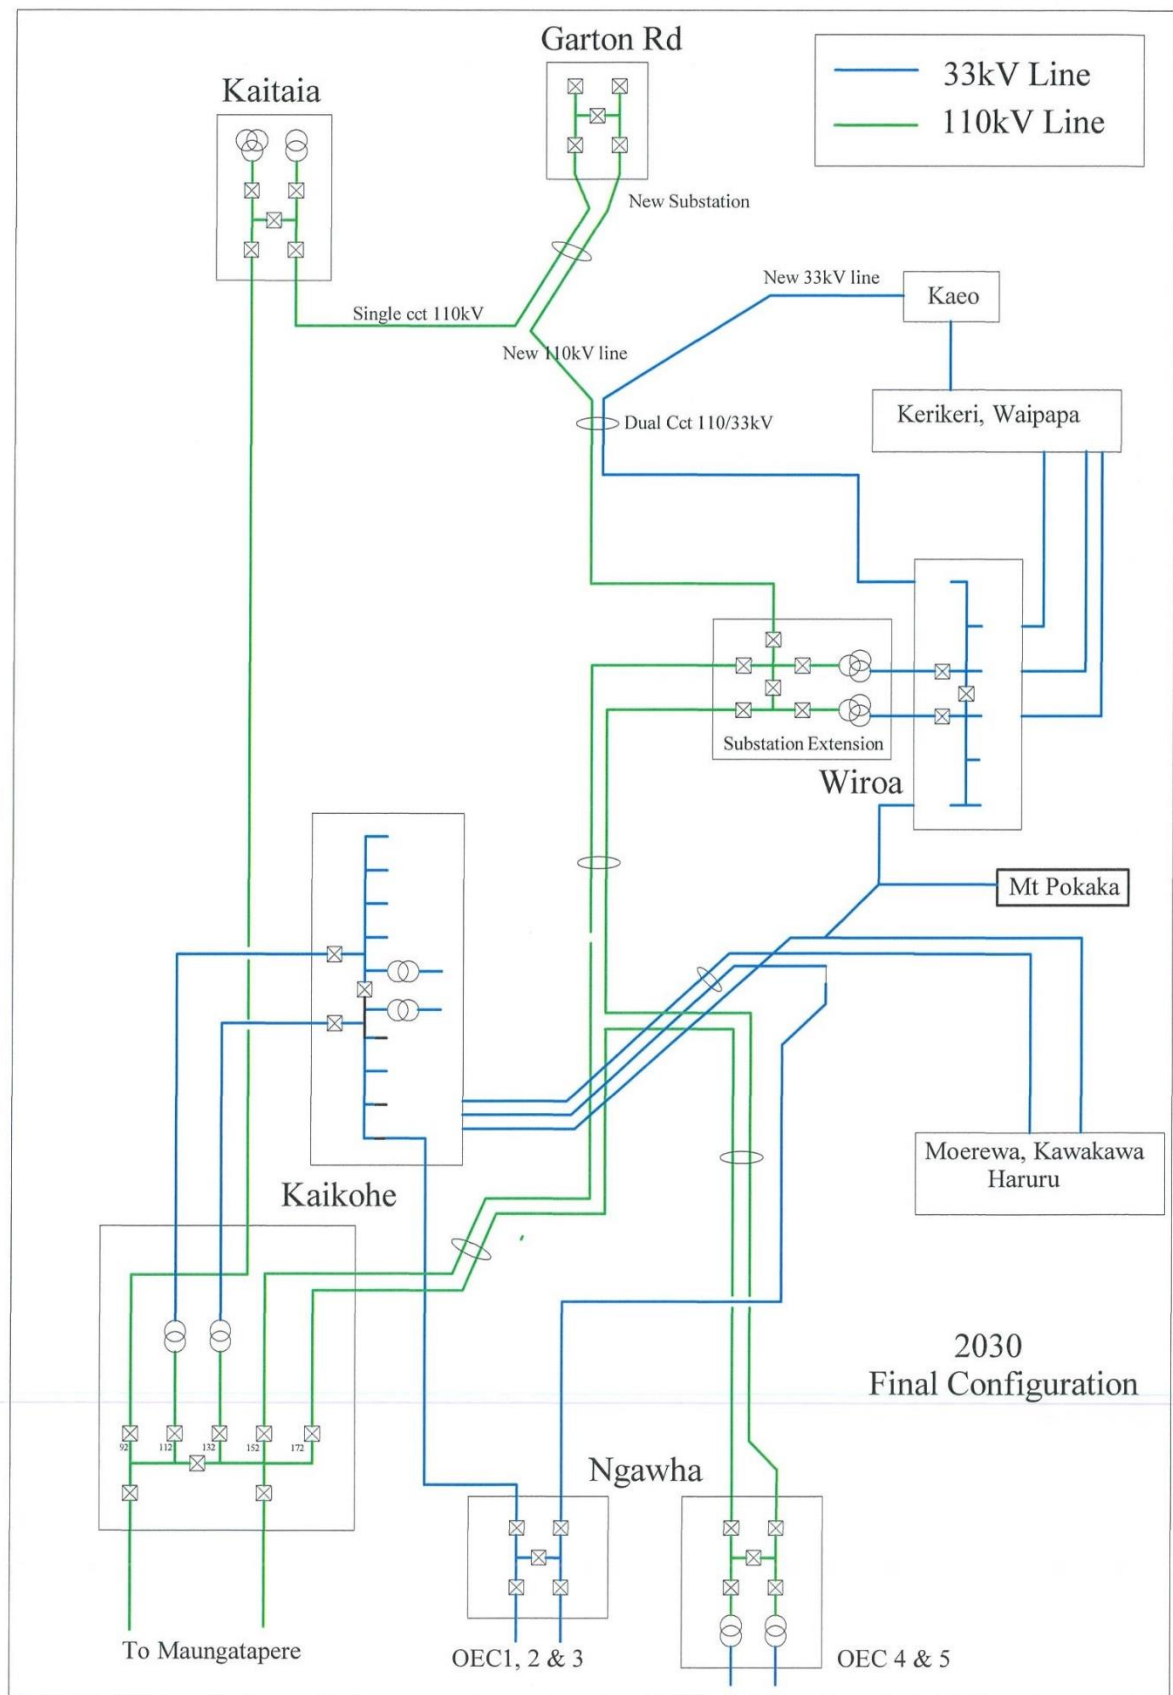 Garton Rd
33kV Line
110kV Line
Kaitaia
New Substation
New 33kV line
Kaeo
Single cct 110kV
New 110kV line
Kerikeri, Waipapa
Dual Cct 110/33kV
Substation Extension
Wiroa
Mt Pokaka
Moerewa, Kawakawa
Haruru
Kaikohe
2030
Final Configuration
92
112
132
152
172
Ngawha
To Maungatapere
OEC1, 2 & 3
OEC 4 & 5